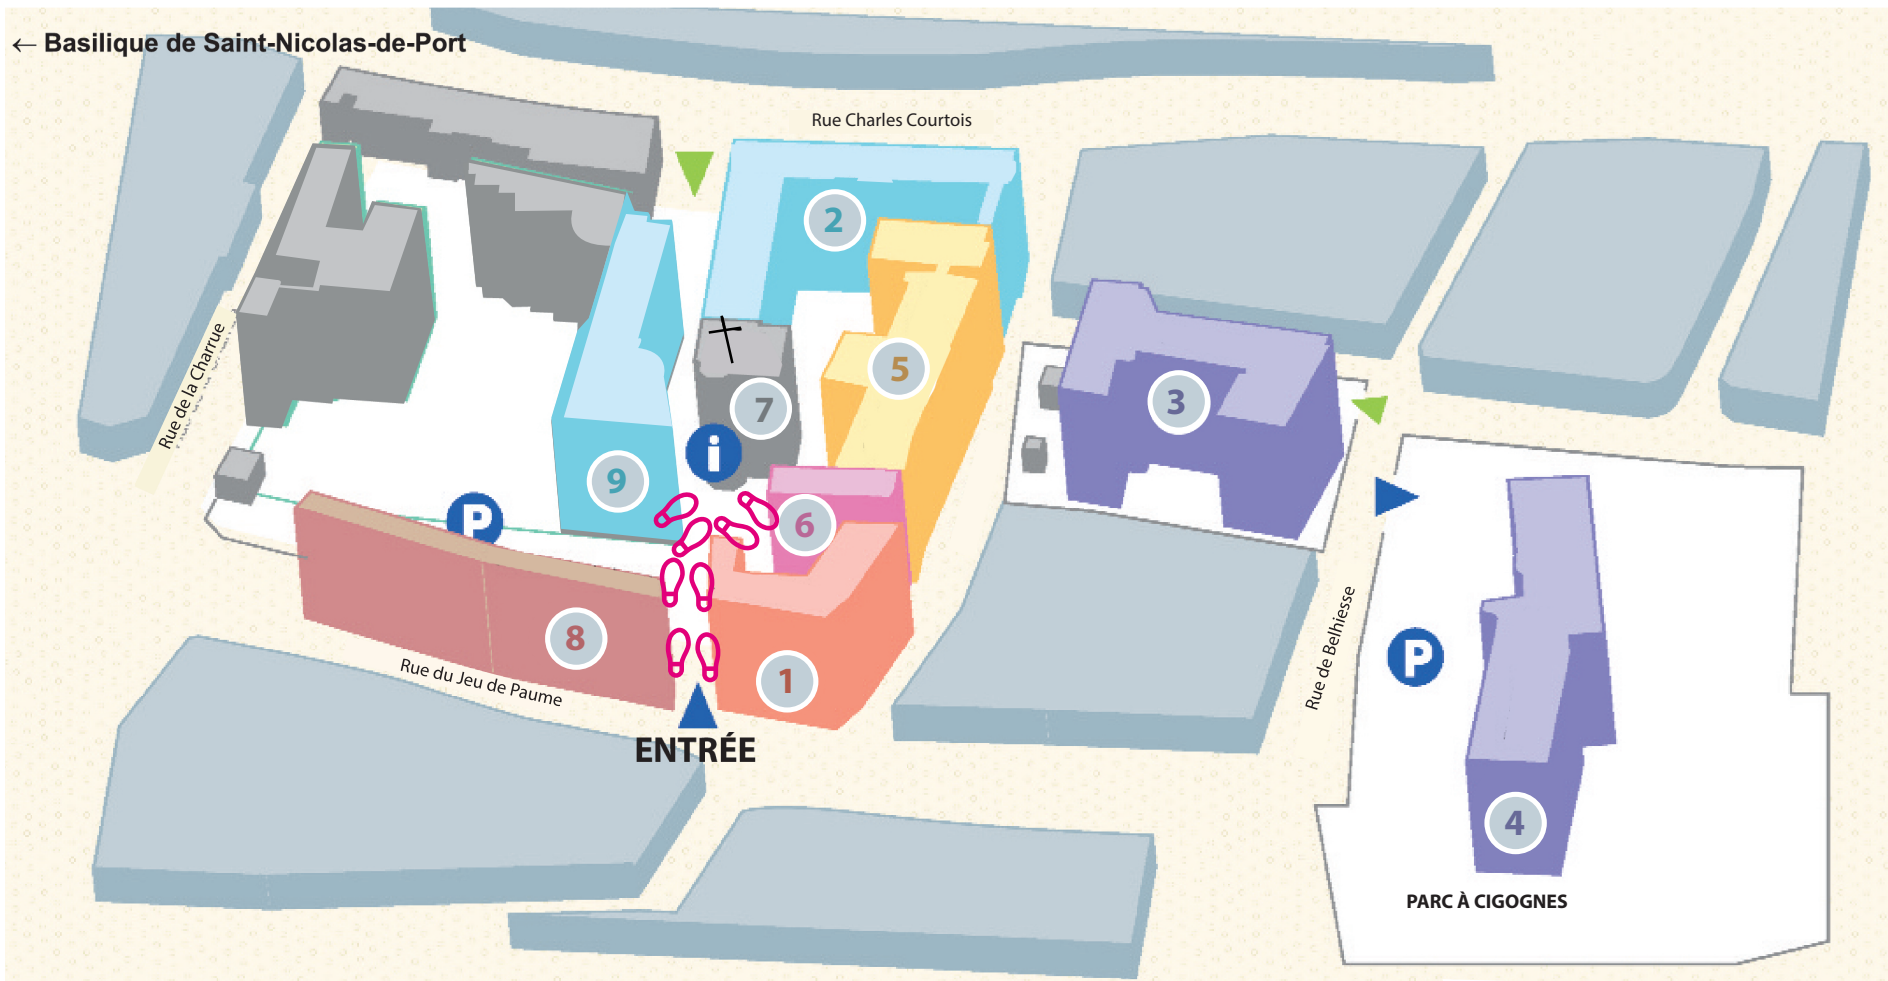 ← Basilique de Saint-Nicolas-de-Port
Rue Charles Courtois
2
Rue de la Charrue
5
3
7
i
9
P
6
8
1
Rue du Jeu de Paume
ENTRÉE
Rue de Belhiesse
P
4
PARC À CIGOGNES